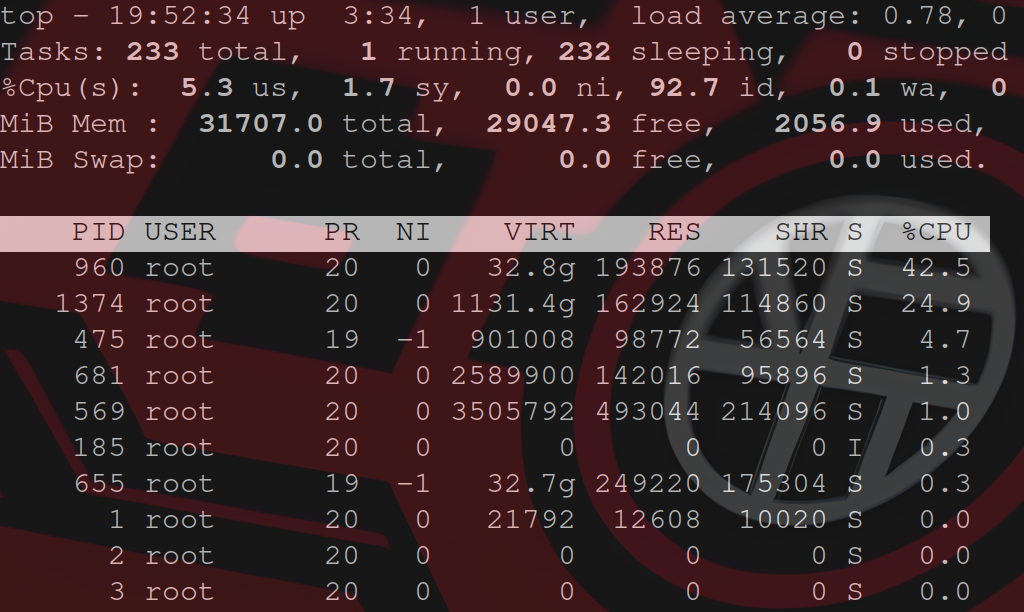 top - 19:52:34 up  3:34,  1 user,  load average: 0.78, 0
Tasks: 233 total,   1 running, 232 sleeping,   0 stopped
%Cpu(s):  5.3 us,  1.7 sy,  0.0 ni, 92.7 id,  0.1 wa,  0
MiB Mem :  31707.0 total,  29047.3 free,   2056.9 used,
MiB Swap:      0.0 total,      0.0 free,      0.0 used.
PID USER      PR  NI    VIRT    RES    SHR S  %CPU
960 root      20   0   32.8g 193876 131520 S  42.5
1374 root      20   0 1131.4g 162924 114860 S  24.9
475 root      19  -1  901008  98772  56564 S   4.7
681 root      20   0 2589900 142016  95896 S   1.3
569 root      20   0 3505792 493044 214096 S   1.0
185 root      20   0       0      0      0 I   0.3
655 root      19  -1   32.7g 249220 175304 S   0.3
1 root      20   0   21792  12608  10020 S   0.0
2 root      20   0       0      0      0 S   0.0
3 root      20   0       0      0      0 S   0.0